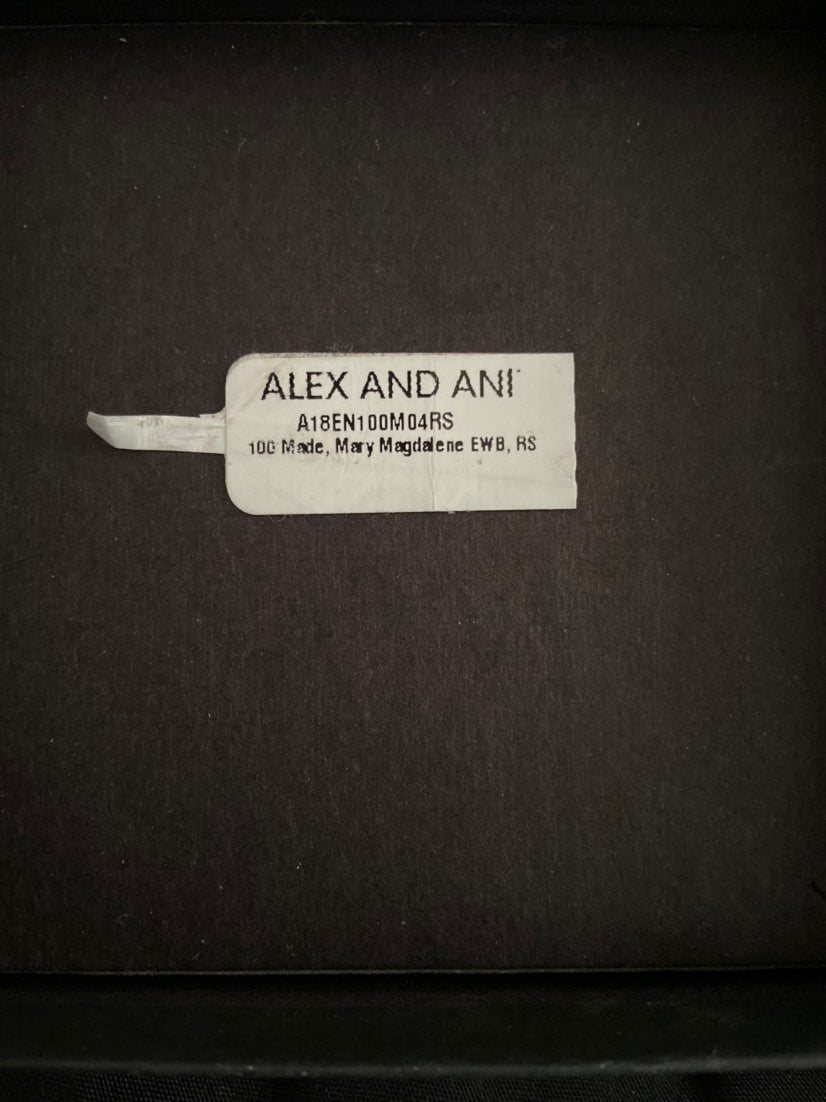 ALEX AND ANI
A18EN100M04RS
100 Made, Mary Magdalene EWB, RS